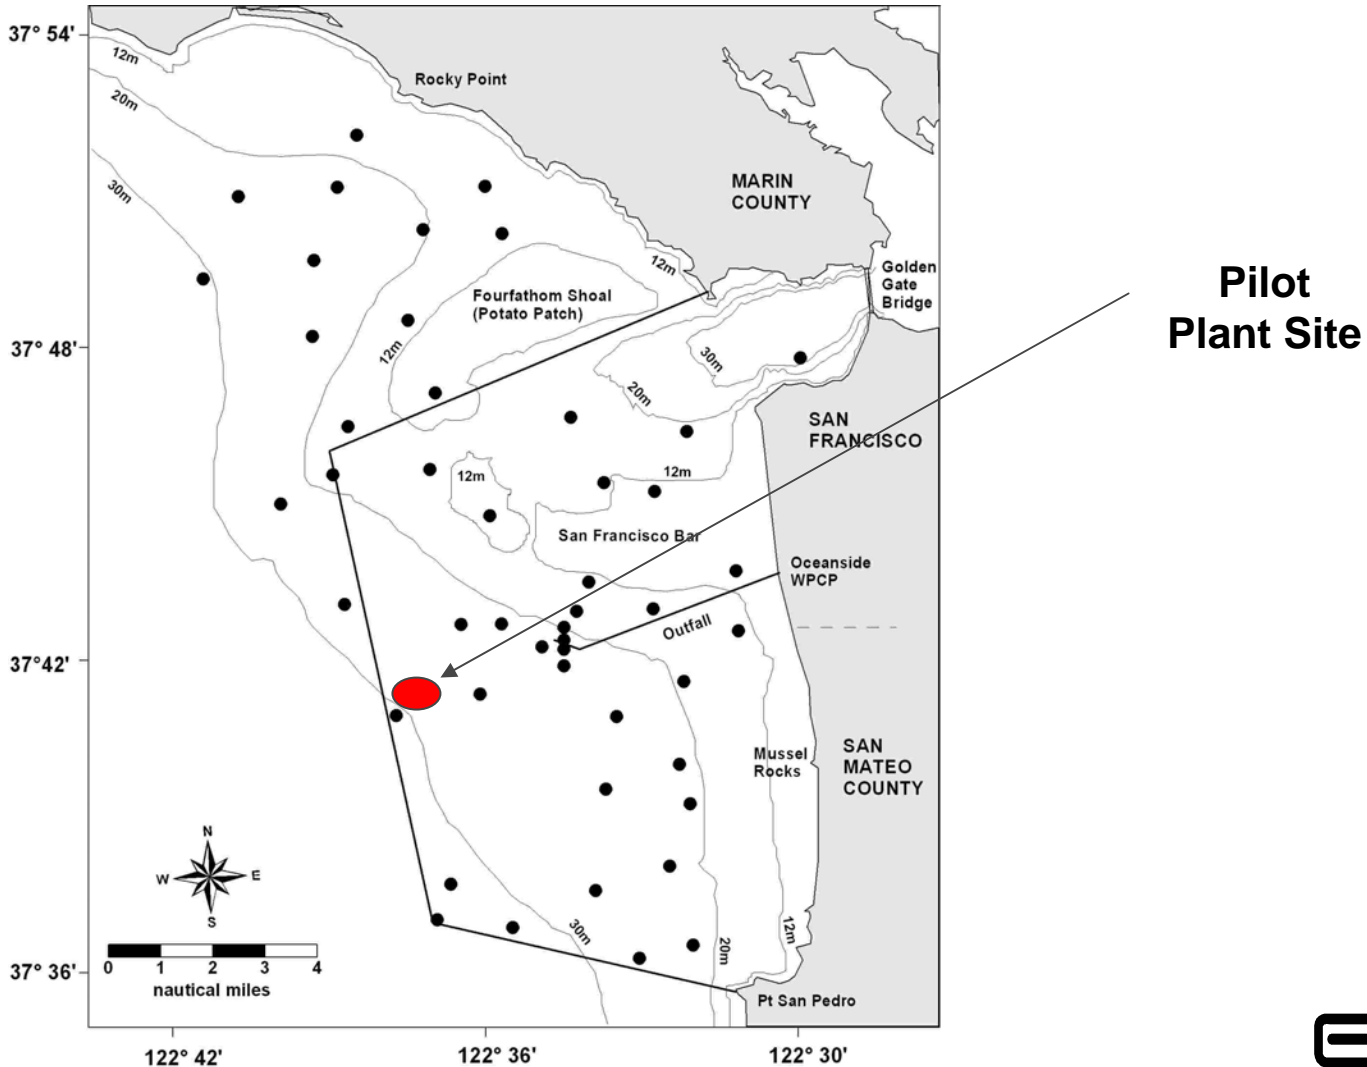 37° 54'
12m
Rocky Point
20m
30m
MARIN
COUNTY
12m
Golden
Gate
Bridge
Pilot
Plant Site
Fourfathom Shoal
(Potato Patch)
37° 48'
12m
30m
20m
SAN
FRANCISCO
12m
12m
San Francisco Bar
Oceanside
WPCP
Outfall
37°42'
Mussel
Rocks
SAN
MATEO
COUNTY
N
W
E
S
30m
20m
12m
0 1 2 3 4
nautical miles
37° 36'
Pt San Pedro
122° 42'
122° 36'
122° 30'